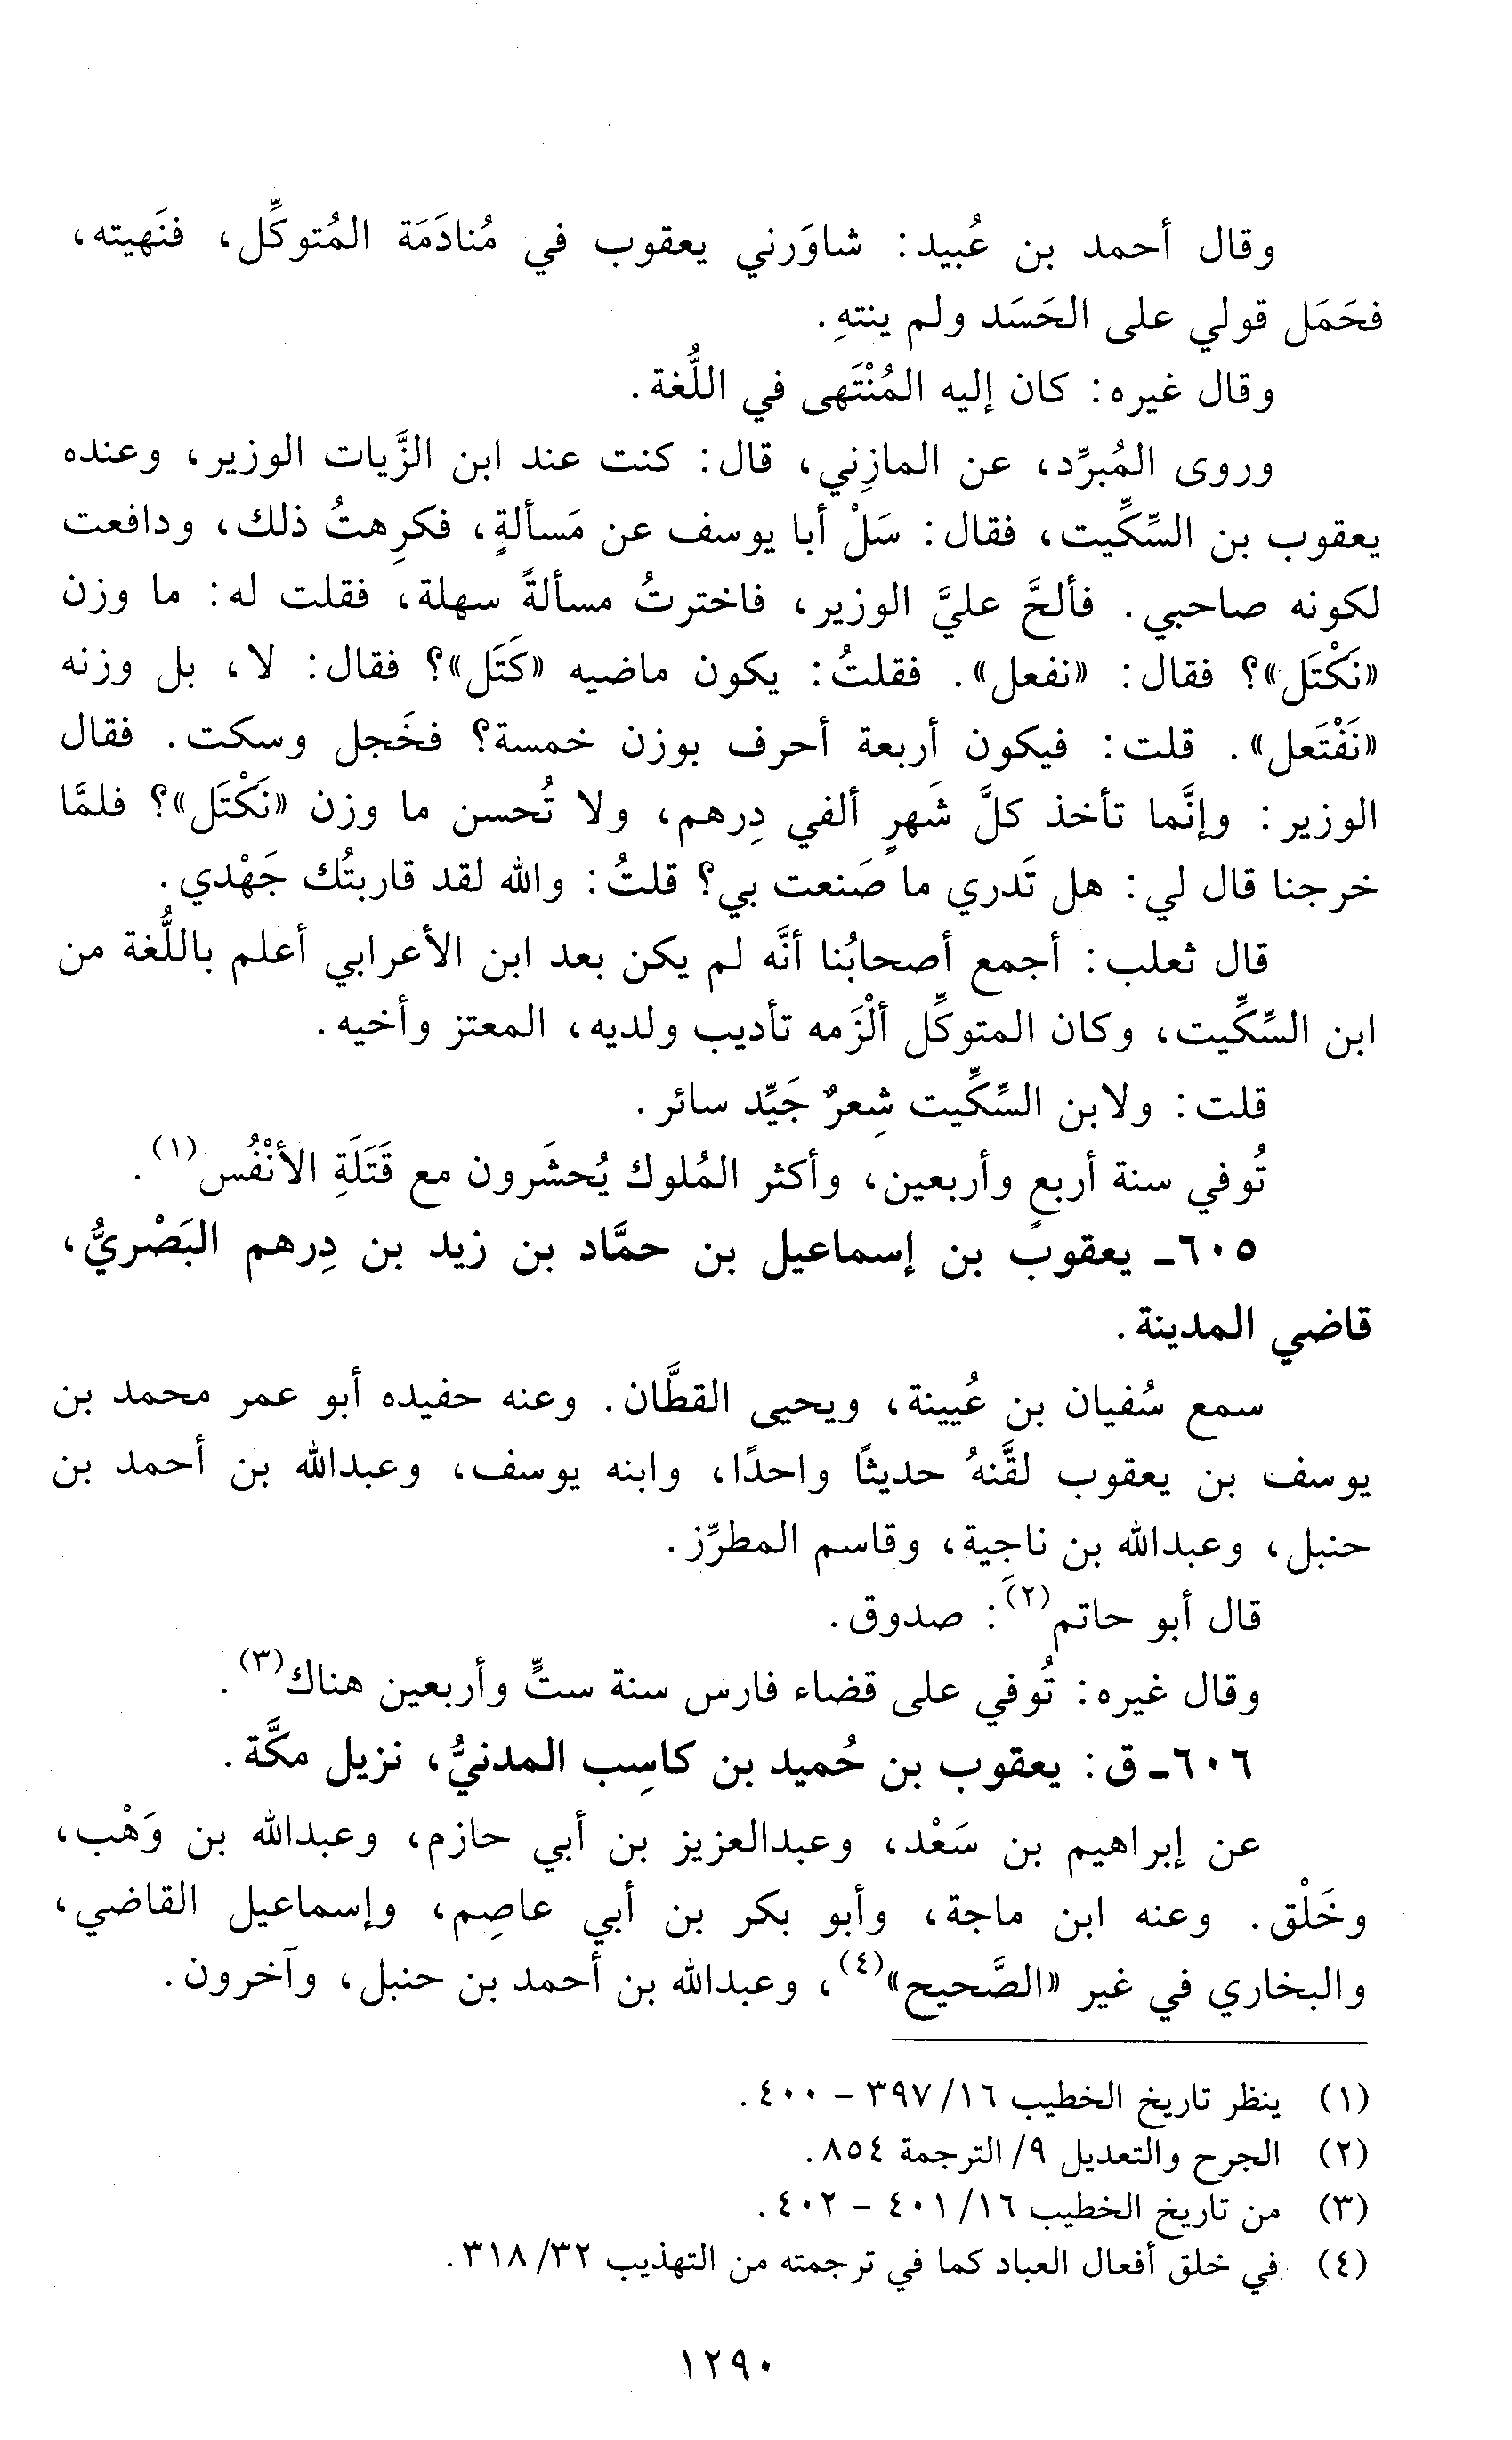 وقال أحمد بن عُبيد: شاوَرني يعقوب في مُنادَمَة المُتوكِّل، فنَهيته،
فحَمَل قولي على الحَسَد ولم ينتهِ.
وقال غيره: كان إليه المُنْتَهى في اللُّغة.
وروى المُبرِّد، عن المازِني، قال: كنت عند ابن الزَّيات الوزير، وعنده
يعقوب بن السِّكِّيت، فقال: سَلْ أبا يوسف عن مَسألةٍ، فكرِهتُ ذلك، ودافعت
لكونه صاحبي. فألحَّ عليَّ الوزير، فاخترتُ مسألةً سهلة، فقلت له: ما وزن
«نَكْتَل»؟ فقال: «نفعل». فقلتُ: يكون ماضيه «كَتَل»؟ فقال: لا، بل وزنه
«نَفْتَعل». قلت: فيكون أربعة أحرف بوزن خمسة؟ فخَجل وسكت. فقال
الوزير: وإنَّما تأخذ كلَّ شَهرٍ ألفي دِرهم، ولا تُحسن ما وزن «نَكْتَل»؟ فلمَّا
خرجنا قال لي: هل تَدري ما صَنعت بي؟ قلتُ: والله لقد قاربتُك جَهْدي.
قال ثعلب: أجمع أصحابُنا أنَّه لم يكن بعد ابن الأعرابي أعلم باللُّغة من
ابن السِّكِّيت، وكان المتوكِّل ألْزَمه تأديب ولديه، المعتز وأخيه.
قلت: ولابن السِّكِّيت شِعرٌ جَيِّد سائر.
تُوفي سنة أربعٍ وأربعين، وأكثر المُلوك يُحشَرون مع قَتَلَةِ الأنْفُس(١).
٦٠٥ـ يعقوب بن إسماعيل بن حمَّاد بن زيد بن دِرهم البَصْريُّ،
قاضي المدينة.
سمع سُفيان بن عُيينة، ويحيى القطَّان. وعنه حفيده أبو عمر محمد بن
يوسف بن يعقوب لقَّنهُ حديثًا واحدًا، وابنه يوسف، وعبدالله بن أحمد بن
حنبل، وعبدالله بن ناجِية، وقاسم المطرِّز.
قال أبو حاتم(٢): صدوق.
وقال غيره: تُوفي على قضاء فارس سنة ستٍّ وأربعين هناك(٣).
٦٠٦ـ ق: يعقوب بن حُميد بن كاسِب المدنيُّ، نزيل مكَّة.
عن إبراهيم بن سَعْد، وعبدالعزيز بن أبي حازم، وعبدالله بن وَهْب،
وخَلْق. وعنه ابن ماجة، وأبو بكر بن أبي عاصِم، وإسماعيل القاضي،
والبخاري في غير «الصَّحيح»(٤)، وعبدالله بن أحمد بن حنبل، وآخرون.
(١) ينظر تاريخ الخطيب ١٦/ ٣٩٧ - ٤٠٠.
(٢) الجرح والتعديل ٩/ الترجمة ٨٥٤.
(٣) من تاريخ الخطيب ١٦/ ٤٠١ - ٤٠٢.
(٤) في خلق أفعال العباد كما في ترجمته من التهذيب ٣٢/ ٣١٨.
١٢٩٠